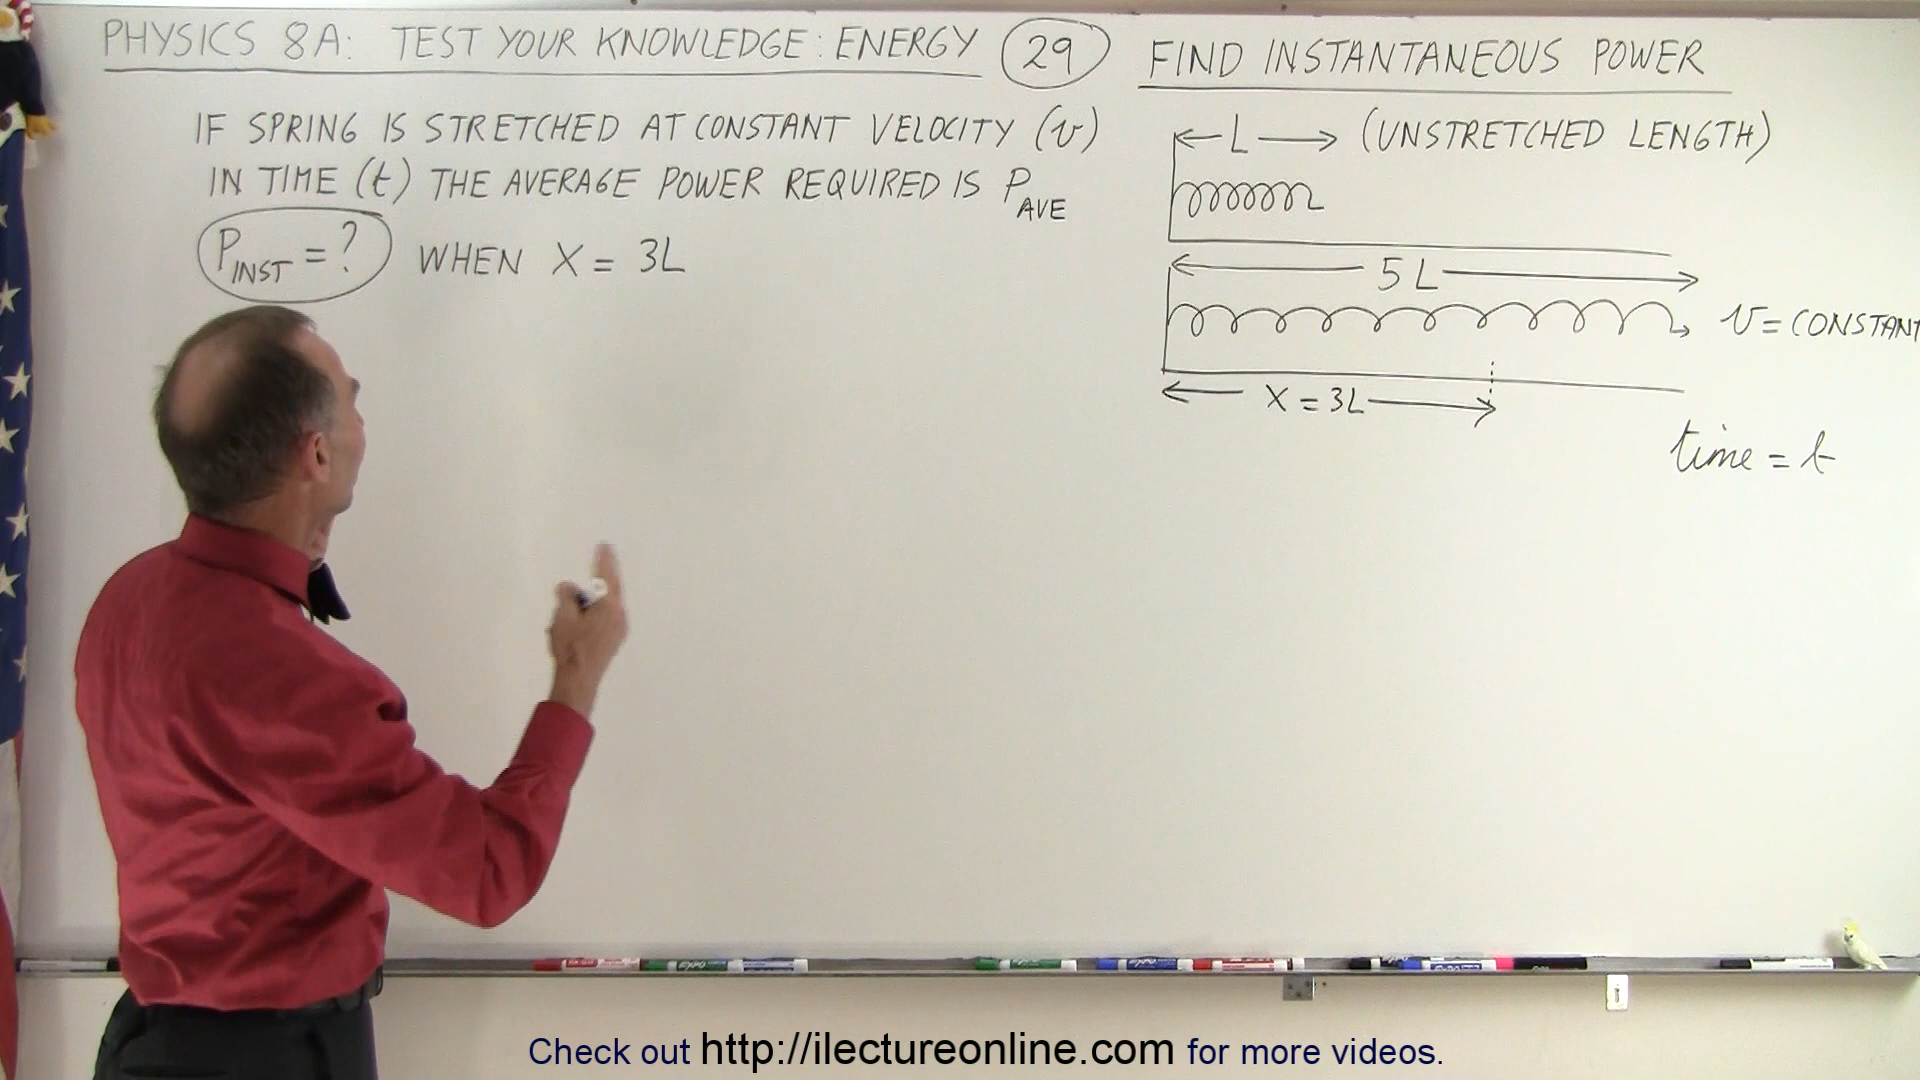 PHYSICS 8A: TEST YOUR KNOWLEDGE: ENERGY 29 FIND INSTANTANEOUS POWER
IF SPRING IS STRETCHED AT CONSTANT VELOCITY (v)
IN TIME (t) THE AVERAGE POWER REQUIRED IS P AVE
P INST = ? WHEN X = 3L
L (UNSTRETCHED LENGTH)
5L
v = CONSTANT
X = 3L
time = t
Check out http://ilectureonline.com for more videos.